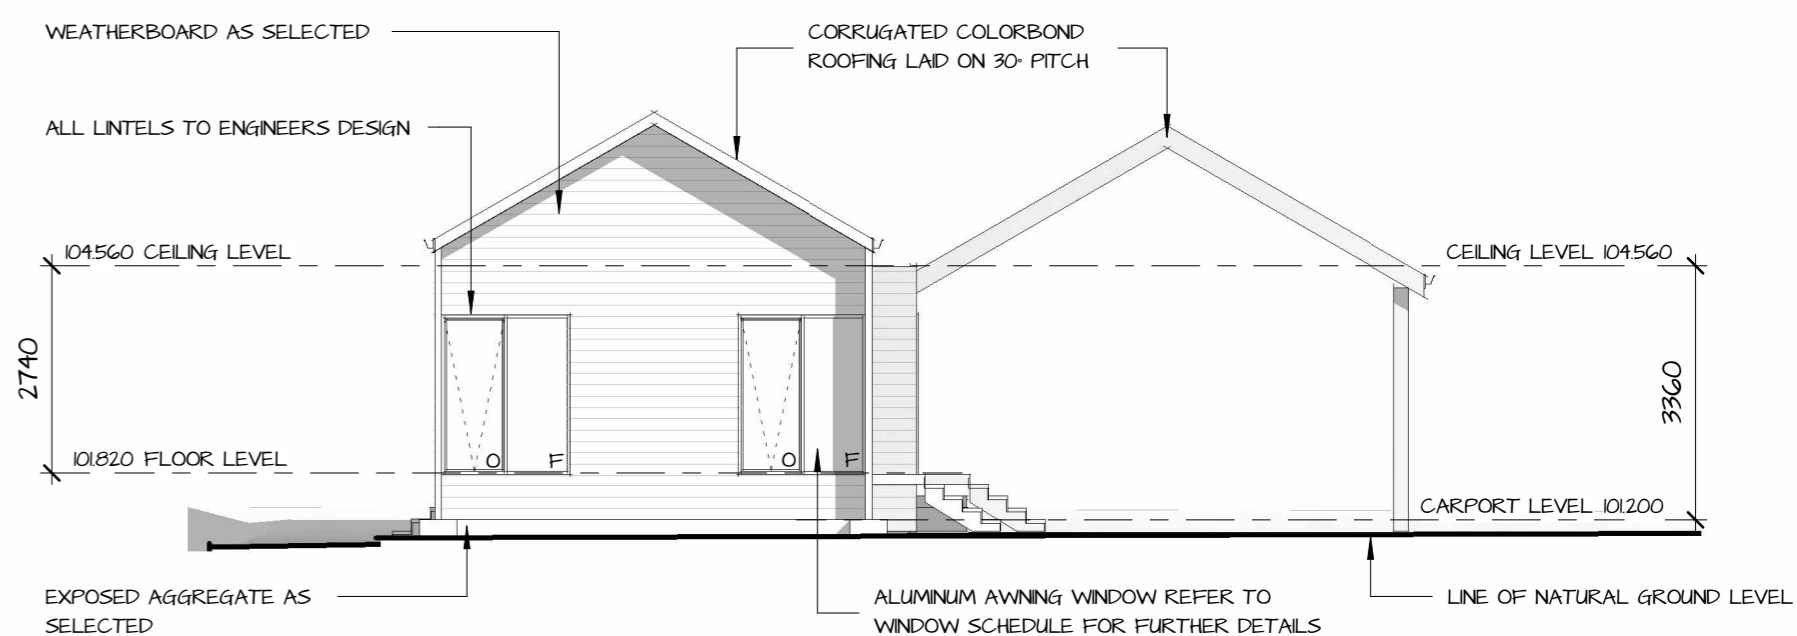 WEATHERBOARD AS SELECTED
CORRUGATED COLORBOND
ROOFING LAID ON 30° PITCH
ALL LINTELS TO ENGINEERS DESIGN
104.560 CEILING LEVEL
CEILING LEVEL 104.560
2740
3360
101.820 FLOOR LEVEL
O F
O F
CARPORT LEVEL 101.200
EXPOSED AGGREGATE AS
SELECTED
ALUMINUM AWNING WINDOW REFER TO
WINDOW SCHEDULE FOR FURTHER DETAILS
LINE OF NATURAL GROUND LEVEL